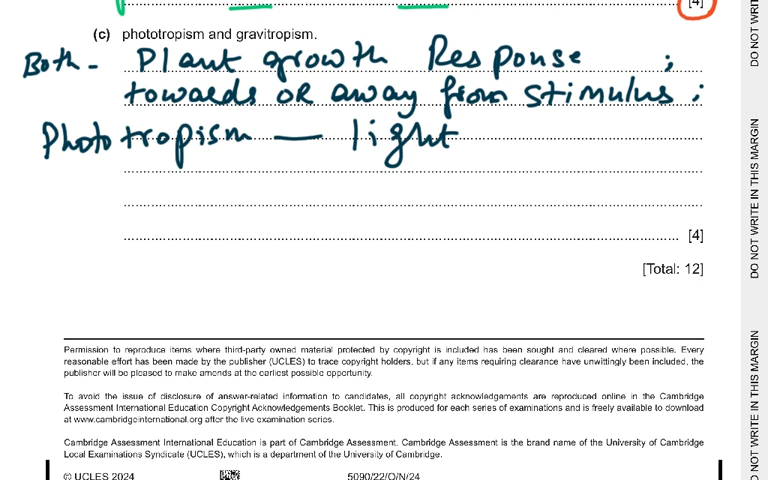 [4]
(c) phototropism and gravitropism.
Both - Plant growth Response ;
towards OR away from stimulus ;
Phototropism — light
[4]
[Total: 12]
Permission to reproduce items where third-party owned material protected by copyright is included has been sought and cleared where possible. Every
reasonable effort has been made by the publisher (UCLES) to trace copyright holders, but if any items requiring clearance have unwittingly been included, the
publisher will be pleased to make amends at the earliest possible opportunity.
To avoid the issue of disclosure of answer-related information to candidates, all copyright acknowledgements are reproduced online in the Cambridge
Assessment International Education Copyright Acknowledgements Booklet. This is produced for each series of examinations and is freely available to download
at www.cambridgeinternational.org after the live examination series.
Cambridge Assessment International Education is part of Cambridge Assessment. Cambridge Assessment is the brand name of the University of Cambridge
Local Examinations Syndicate (UCLES), which is a department of the University of Cambridge.
© UCLES 2024
5090/22/O/N/24
DO NOT WRIT
DO NOT WRITE IN THIS MARGIN
DO NOT WRITE IN THIS MARGIN